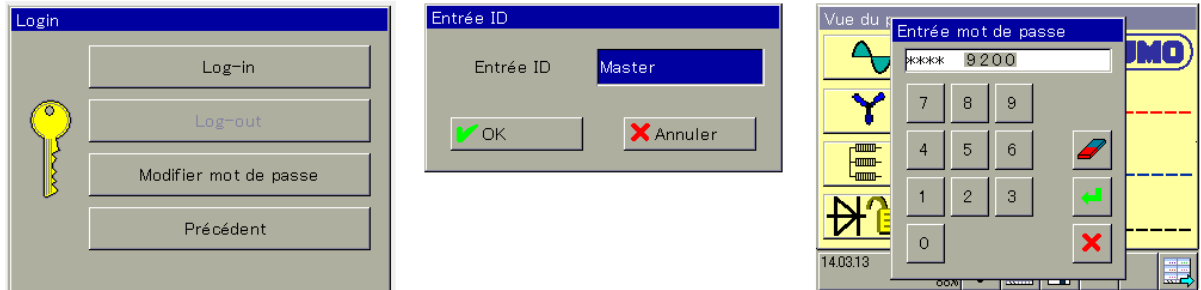 Login
Log-in
Log-out
Modifier mot de passe
Précédent
Entrée ID
Entrée ID
Master
OK
Annuler
Vue du
Entrée mot de passe
**** 9200
7 8 9
4 5 6
1 2 3
0
14.03.13